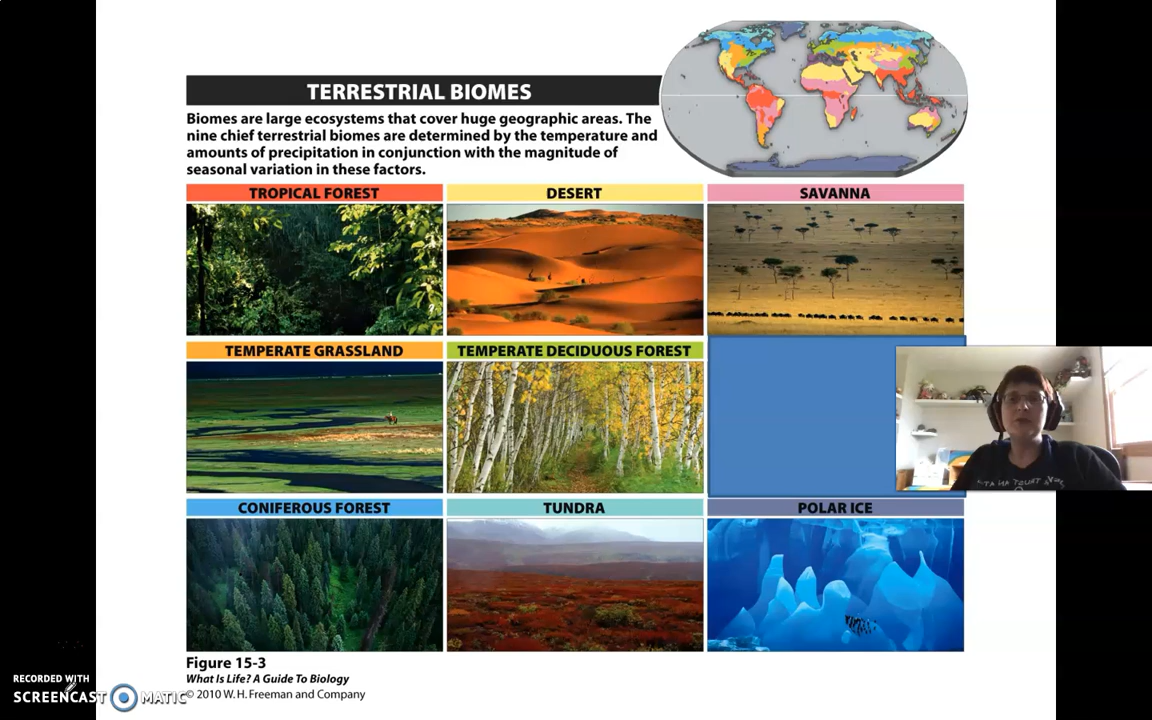 TERRESTRIAL BIOMES
Biomes are large ecosystems that cover huge geographic areas. The
nine chief terrestrial biomes are determined by the temperature and
amounts of precipitation in conjunction with the magnitude of
seasonal variation in these factors.
TROPICAL FOREST
DESERT
SAVANNA
TEMPERATE GRASSLAND
TEMPERATE DECIDUOUS FOREST
CONIFEROUS FOREST
TUNDRA
POLAR ICE
Figure 15-3
What Is Life? A Guide To Biology
© 2010 W. H. Freeman and Company
RECORDED WITH
SCREENCAST MATIC